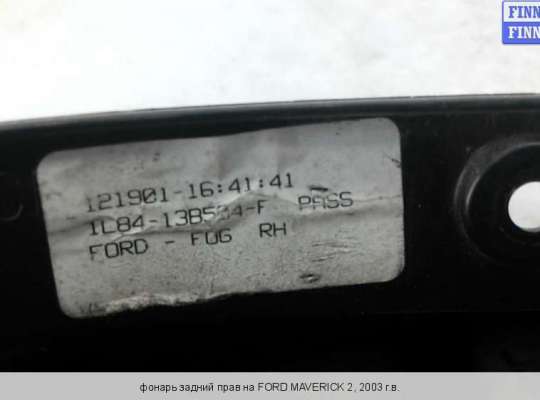 FINN
FINN
121901-16:41:41
1L84-13B504-F PASS
FORD - FOG RH
фонарь задний прав на FORD MAVERICK 2, 2003 г.в.